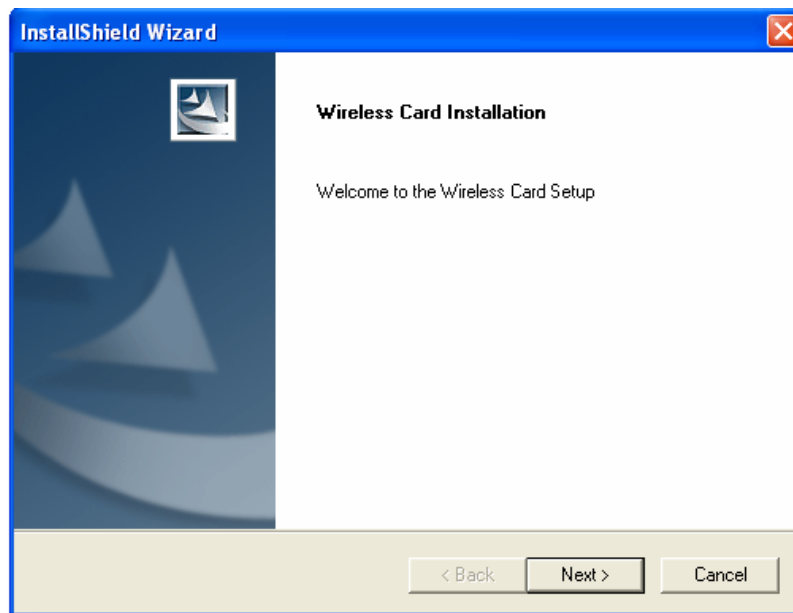 InstallShield Wizard
Wireless Card Installation
Welcome to the Wireless Card Setup
< Back Next > Cancel